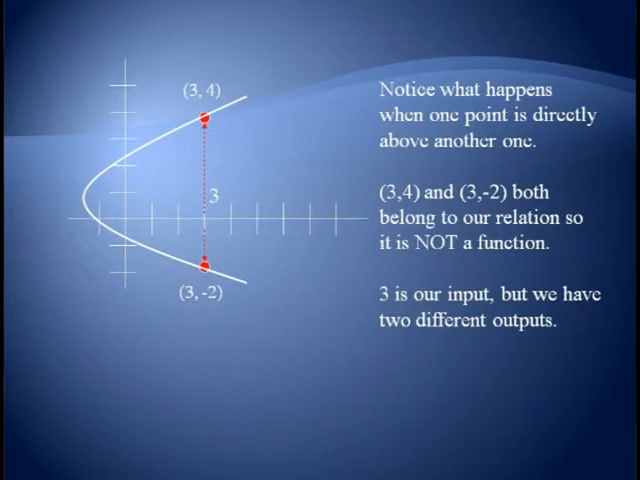 (3, 4)
3
(3, -2)
Notice what happens
when one point is directly
above another one.
(3,4) and (3,-2) both
belong to our relation so
it is NOT a function.
3 is our input, but we have
two different outputs.